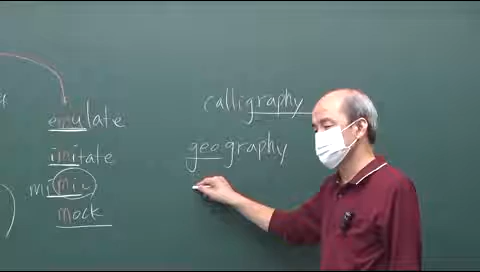 emulate
imitate
mimic
mock
calligraphy
geography